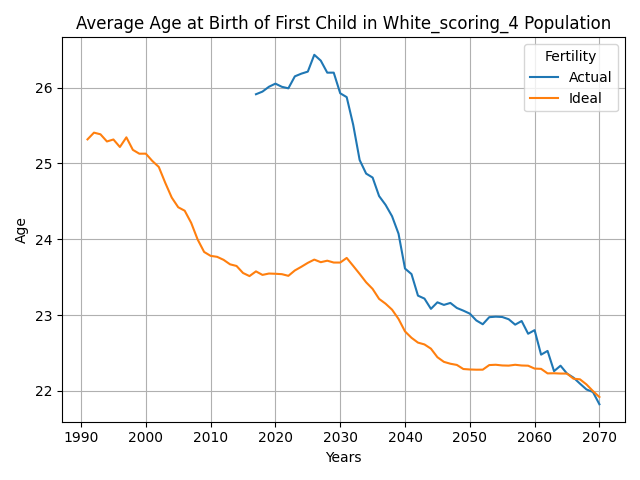 Average Age at Birth of First Child in White_scoring_4 Population
Fertility
Actual
Ideal
Age
26
25
24
23
22
1990 2000 2010 2020 2030 2040 2050 2060 2070
Years